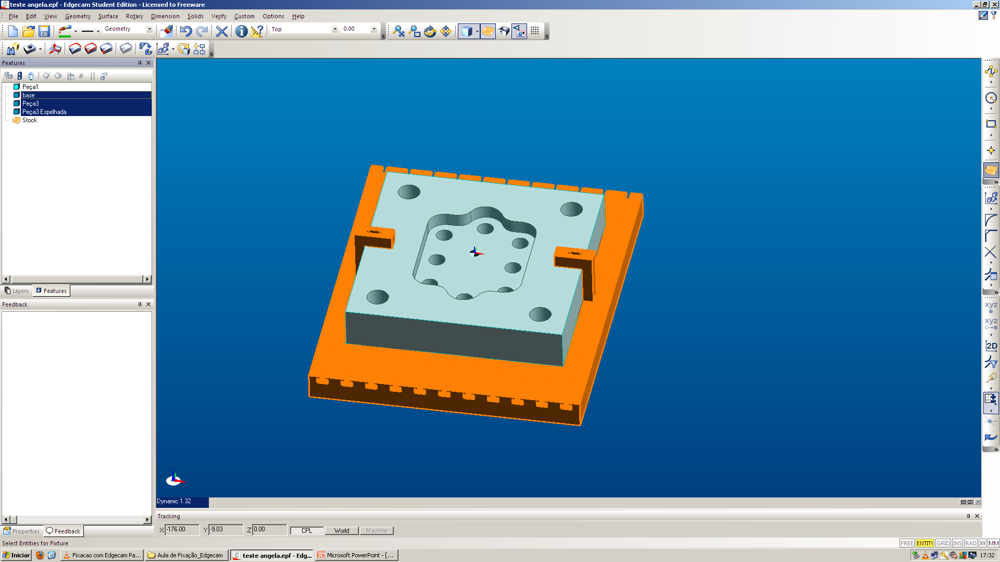 teste angela.epf - Edgecam Student Edition - Licensed to Freeware
File Edit View Geometry Surface Rotary Dimension Solids Verify Custom Options Help
Geometry Top 0.00
Features
Peça1
base
Peça3
Peça3 Espelhada
Stock
Layers Features
Feedback
Properties Feedback
xyz
xyz
2D
Dynamic 1.32
Tracking
X -176.00 Y -9.03 Z 0.00 CPL World Machine
Select Entities for Fixture
FREE ENTITY GRID INS RAD XY MM
Iniciar Fixacao com Edgecam Pa... Aula de Fixação_Edgecam teste angela.epf - Edg... Microsoft PowerPoint - [... 17:32